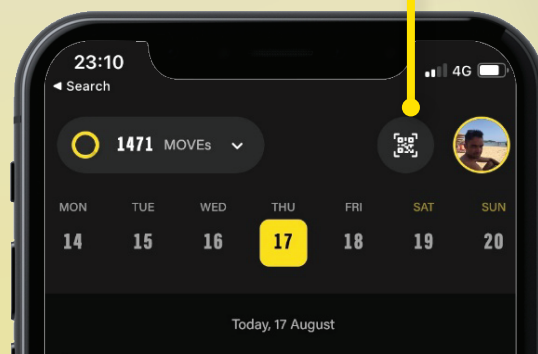 23:10
4G
◀ Search
1471 MOVEs
MON TUE WED THU FRI SAT SUN
14 15 16 17 18 19 20
Today, 17 August